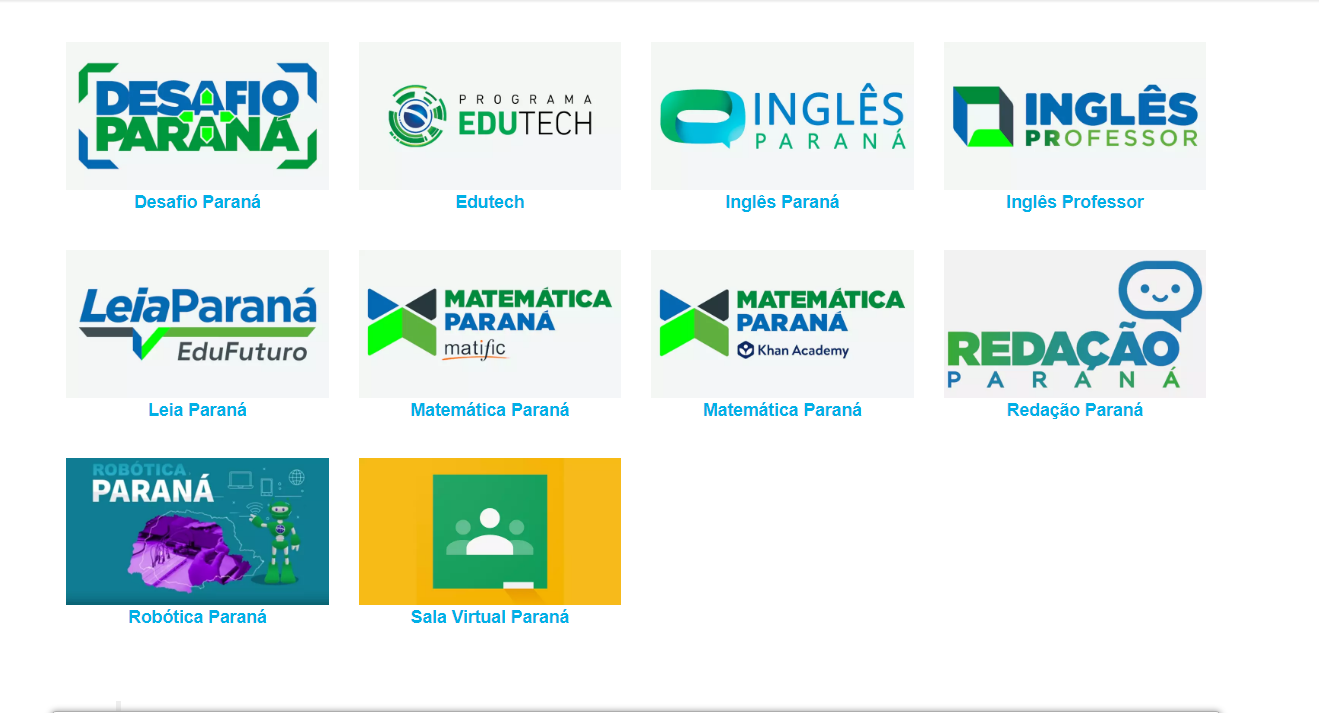 DESAFIO
PARANÁ
Desafio Paraná
PROGRAMA
EDUTECH
Edutech
INGLÊS
PARANÁ
Inglês Paraná
INGLÊS
PROFESSOR
Inglês Professor
LeiaParaná
EduFuturo
Leia Paraná
MATEMÁTICA
PARANÁ
matific
Matemática Paraná
MATEMÁTICA
PARANÁ
Khan Academy
Matemática Paraná
REDAÇÃO
PARANÁ
Redação Paraná
ROBÓTICA
PARANÁ
Robótica Paraná
Sala Virtual Paraná